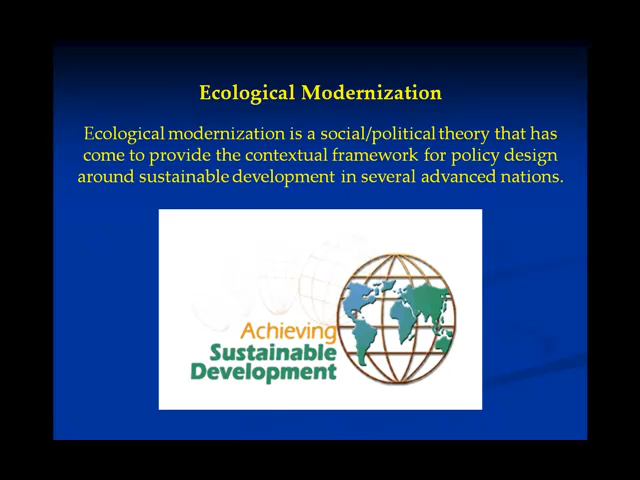 Ecological Modernization
Ecological modernization is a social/political theory that has
come to provide the contextual framework for policy design
around sustainable development in several advanced nations.
Achieving
Sustainable
Development